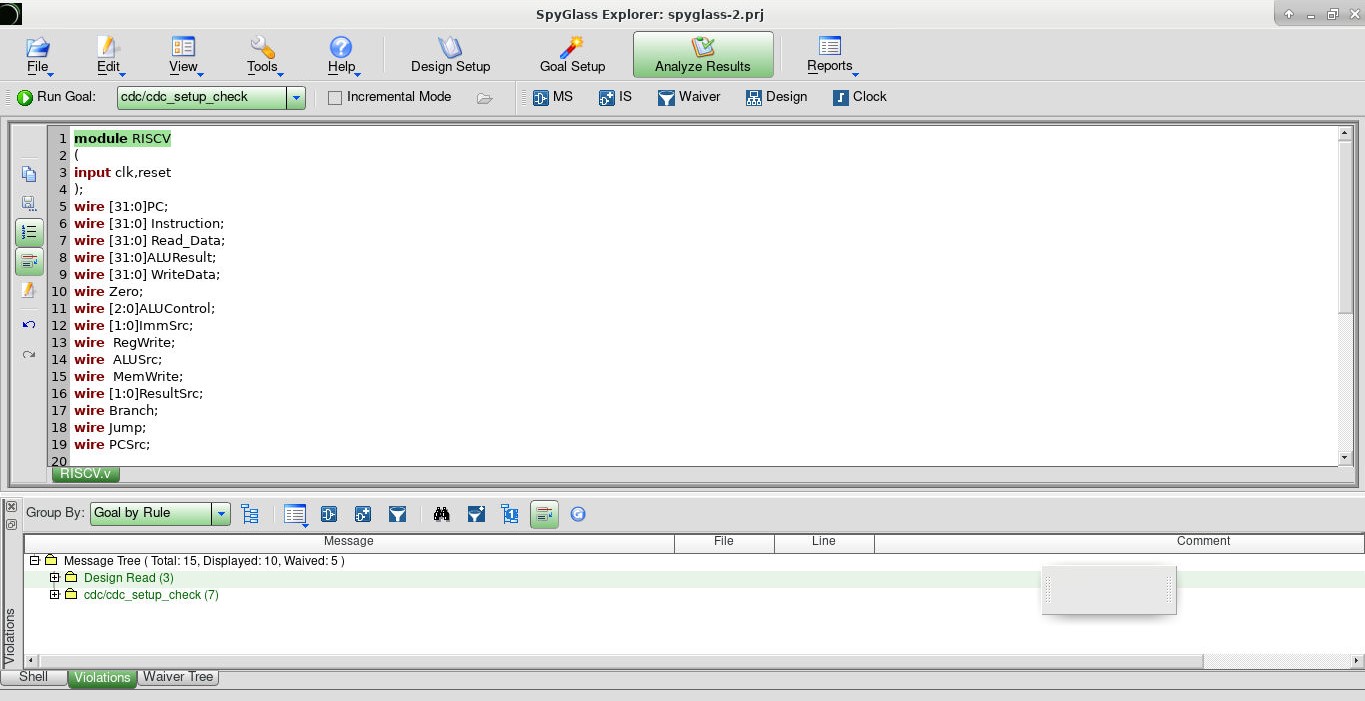 SpyGlass Explorer: spyglass-2.prj
File Edit View Tools Help Design Setup Goal Setup Analyze Results Reports
Run Goal: cdc/cdc_setup_check Incremental Mode MS IS Waiver Design Clock
1 module RISCV
2 (
3 input clk,reset
4 );
5 wire [31:0]PC;
6 wire [31:0] Instruction;
7 wire [31:0] Read_Data;
8 wire [31:0]ALUResult;
9 wire [31:0] WriteData;
10 wire Zero;
11 wire [2:0]ALUControl;
12 wire [1:0]ImmSrc;
13 wire  RegWrite;
14 wire  ALUSrc;
15 wire  MemWrite;
16 wire [1:0]ResultSrc;
17 wire Branch;
18 wire Jump;
19 wire PCSrc;
20
RISCV.v
Group By: Goal by Rule
Message File Line Comment
Message Tree ( Total: 15, Displayed: 10, Waived: 5 )
Design Read (3)
cdc/cdc_setup_check (7)
Violations
Shell Violations Waiver Tree